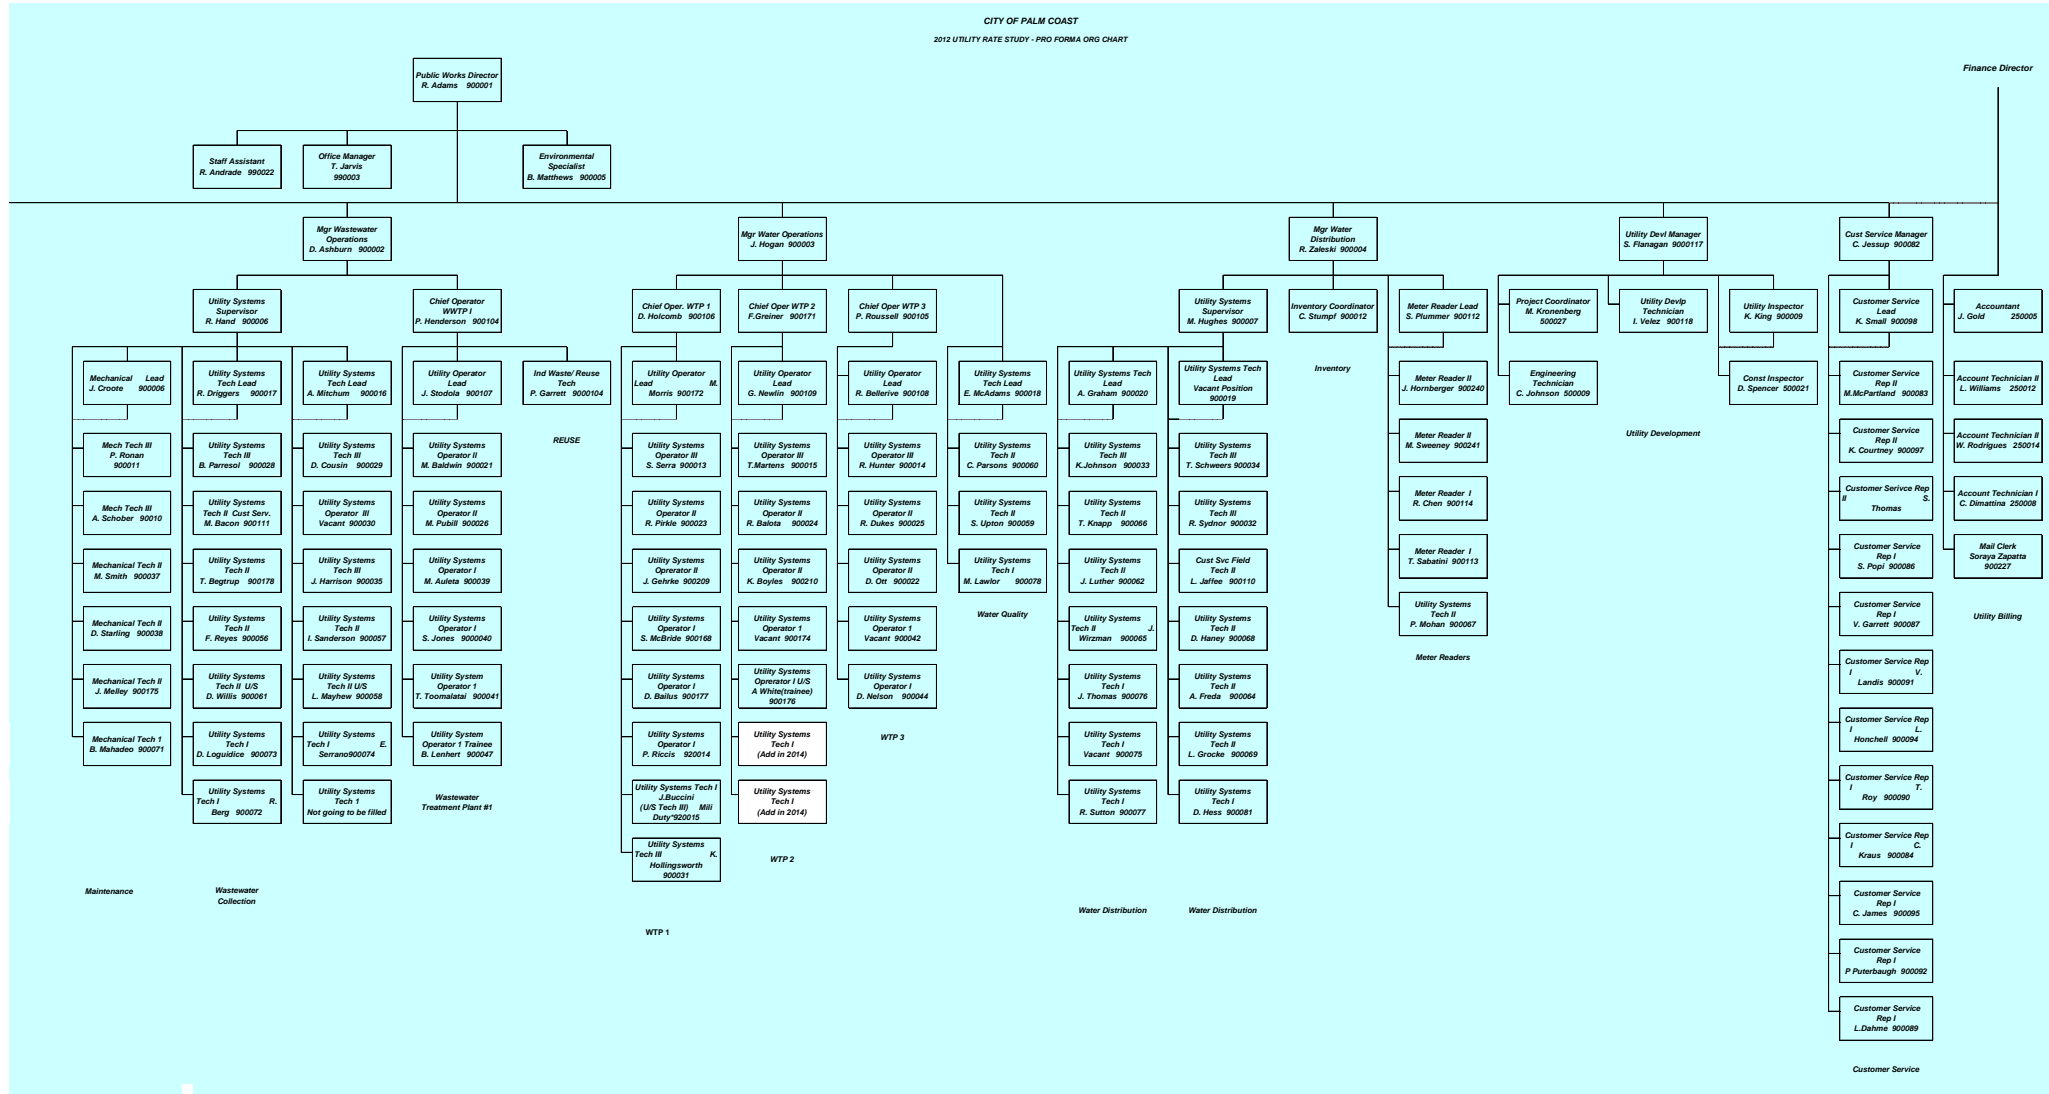 CITY OF PALM COAST
2012 UTILITY RATE STUDY - PRO FORMA ORG CHART
Public Works Director
R. Adams 900001
Finance Director
Staff Assistant
R. Andrade 990022
Office Manager
T. Jarvis
990003
Environmental
Specialist
B. Matthews 900005
Mgr Wastewater
Operations
D. Ashburn 900002
Mgr Water Operations
J. Hogan 900003
Mgr Water
Distribution
R. Zaleski 900004
Utility Devl Manager
S. Flanagan 9000117
Cust Service Manager
C. Jessup 900082
Utility Systems
Supervisor
R. Hand 900006
Chief Operator
WWTP I
P. Henderson 900104
Chief Oper. WTP 1
D. Holcomb 900106
Chief Oper WTP 2
F.Greiner 900171
Chief Oper WTP 3
P. Roussell 900105
Utility Systems
Supervisor
M. Hughes 900007
Inventory Coordinator
C. Stumpf 900012
Meter Reader Lead
S. Plummer 900112
Project Coordinator
M. Kronenberg
500027
Utility Devlp
Technician
I. Velez 900118
Utility Inspector
K. King 900009
Customer Service
Lead
K. Small 900098
Accountant
J. Gold 250005
Mechanical Lead
J. Croote 900006
Mech Tech III
P. Ronan
900011
Mech Tech III
A. Schober 90010
Mechanical Tech II
M. Smith 900037
Mechanical Tech II
D. Starling 900038
Mechanical Tech II
J. Melley 900175
Mechanical Tech 1
B. Mahadeo 900071
Maintenance
Utility Systems
Tech Lead
R. Driggers 900017
Utility Systems
Tech III
B. Parresol 900028
Utility Systems
Tech II Cust Serv.
M. Bacon 900111
Utility Systems
Tech II
T. Begtrup 900178
Utility Systems
Tech II
F. Reyes 900056
Utility Systems
Tech II U/S
D. Willis 900061
Utility Systems
Tech I
D. Loguidice 900073
Utility Systems
Tech I R.
Berg 900072
Wastewater
Collection
Utility Systems
Tech Lead
A. Mitchum 900016
Utility Systems
Tech III
D. Cousin 900029
Utility Systems
Operator III
Vacant 900030
Utility Systems
Tech III
J. Harrison 900035
Utility Systems
Tech II
I. Sanderson 900057
Utility Systems
Tech II U/S
L. Mayhew 900058
Utility Systems
Tech I E.
Serrano900074
Utility Systems
Tech 1
Not going to be filled
Utility Operator
Lead
J. Stodola 900107
Utility Systems
Operator II
M. Baldwin 900021
Utility Systems
Operator II
M. Pubill 900026
Utility Systems
Operator I
M. Auleta 900039
Utility Systems
Operator I
S. Jones 9000040
Utility System
Operator 1
T. Toomalatai 900041
Utility System
Operator 1 Trainee
B. Lenhert 900047
Wastewater
Treatment Plant #1
Ind Waste/ Reuse
Tech
P. Garrett 9000104
REUSE
Utility Operator
Lead M.
Morris 900172
Utility Systems
Operator III
S. Serra 900013
Utility Systems
Operator II
R. Pirkle 900023
Utility Systems
Oprerator II
J. Gehrke 900209
Utility Systems
Operator I
S. McBride 900168
Utility Systems
Operator I
D. Bailus 900177
Utility Systems
Operator I
P. Riccis 920014
Utility Systems Tech I
J.Buccini
(U/S Tech III) Mili
Duty*920015
Utility Systems
Tech III K.
Hollingsworth
900031
WTP 1
Utility Operator
Lead
G. Newlin 900109
Utility Systems
Operator III
T.Martens 900015
Utility Systems
Operator II
R. Balota 900024
Utility Systems
Operator II
K. Boyles 900210
Utility Systems
Operator 1
Vacant 900174
Utility Systems
Oprerator I U/S
A White(trainee)
900176
Utility Systems
Tech I
(Add in 2014)
Utility Systems
Tech I
(Add in 2014)
WTP 2
Utility Operator
Lead
R. Bellerive 900108
Utility Systems
Operator III
R. Hunter 900014
Utility Systems
Operator II
R. Dukes 900025
Utility Systems
Operator II
D. Ott 900022
Utility Systems
Operator 1
Vacant 900042
Utility Systems
Operator I
D. Nelson 900044
WTP 3
Utility Systems
Tech Lead
E. McAdams 900018
Utility Systems
Tech II
C. Parsons 900060
Utility Systems
Tech II
S. Upton 900059
Utility Systems
Tech I
M. Lawlor 900078
Water Quality
Utility Systems Tech
Lead
A. Graham 900020
Utility Systems
Tech III
K.Johnson 900033
Utility Systems
Tech II
T. Knapp 900066
Utility Systems
Tech II
J. Luther 900062
Utility Systems
Tech II J.
Wirzman 900065
Utility Systems
Tech I
J. Thomas 900076
Utility Systems
Tech I
Vacant 900075
Utility Systems
Tech I
R. Sutton 900077
Water Distribution
Utility Systems Tech
Lead
Vacant Position
900019
Utility Systems
Tech III
T. Schweers 900034
Utility Systems
Tech III
R. Sydnor 900032
Cust Svc Field
Tech II
L. Jaffee 900110
Utility Systems
Tech II
D. Haney 900068
Utility Systems
Tech II
A. Freda 900064
Utility Systems
Tech II
L. Grocke 900069
Utility Systems
Tech I
D. Hess 900081
Water Distribution
Inventory
Meter Reader II
J. Hornberger 900240
Meter Reader II
M. Sweeney 900241
Meter Reader I
R. Chen 900114
Meter Reader I
T. Sabatini 900113
Utility Systems
Tech II
P. Mohan 900067
Meter Readers
Engineering
Technician
C. Johnson 500009
Utility Development
Const Inspector
D. Spencer 500021
Customer Service
Rep II
M.McPartland 900083
Customer Service
Rep II
K. Courtney 900097
Customer Serivce Rep
II S.
Thomas
Customer Service
Rep I
S. Popi 900086
Customer Service
Rep I
V. Garrett 900087
Customer Service Rep
I V.
Landis 900091
Customer Service Rep
I L.
Honchell 900094
Customer Service Rep
I T.
Roy 900090
Customer Service Rep
I C.
Kraus 900084
Customer Service
Rep I
C. James 900095
Customer Service
Rep I
P Puterbaugh 900092
Customer Service
Rep I
L.Dahme 900089
Customer Service
Account Technician II
L. Williams 250012
Account Technician II
W. Rodrigues 250014
Account Technician I
C. Dimattina 250008
Mail Clerk
Soraya Zapatta
900227
Utility Billing